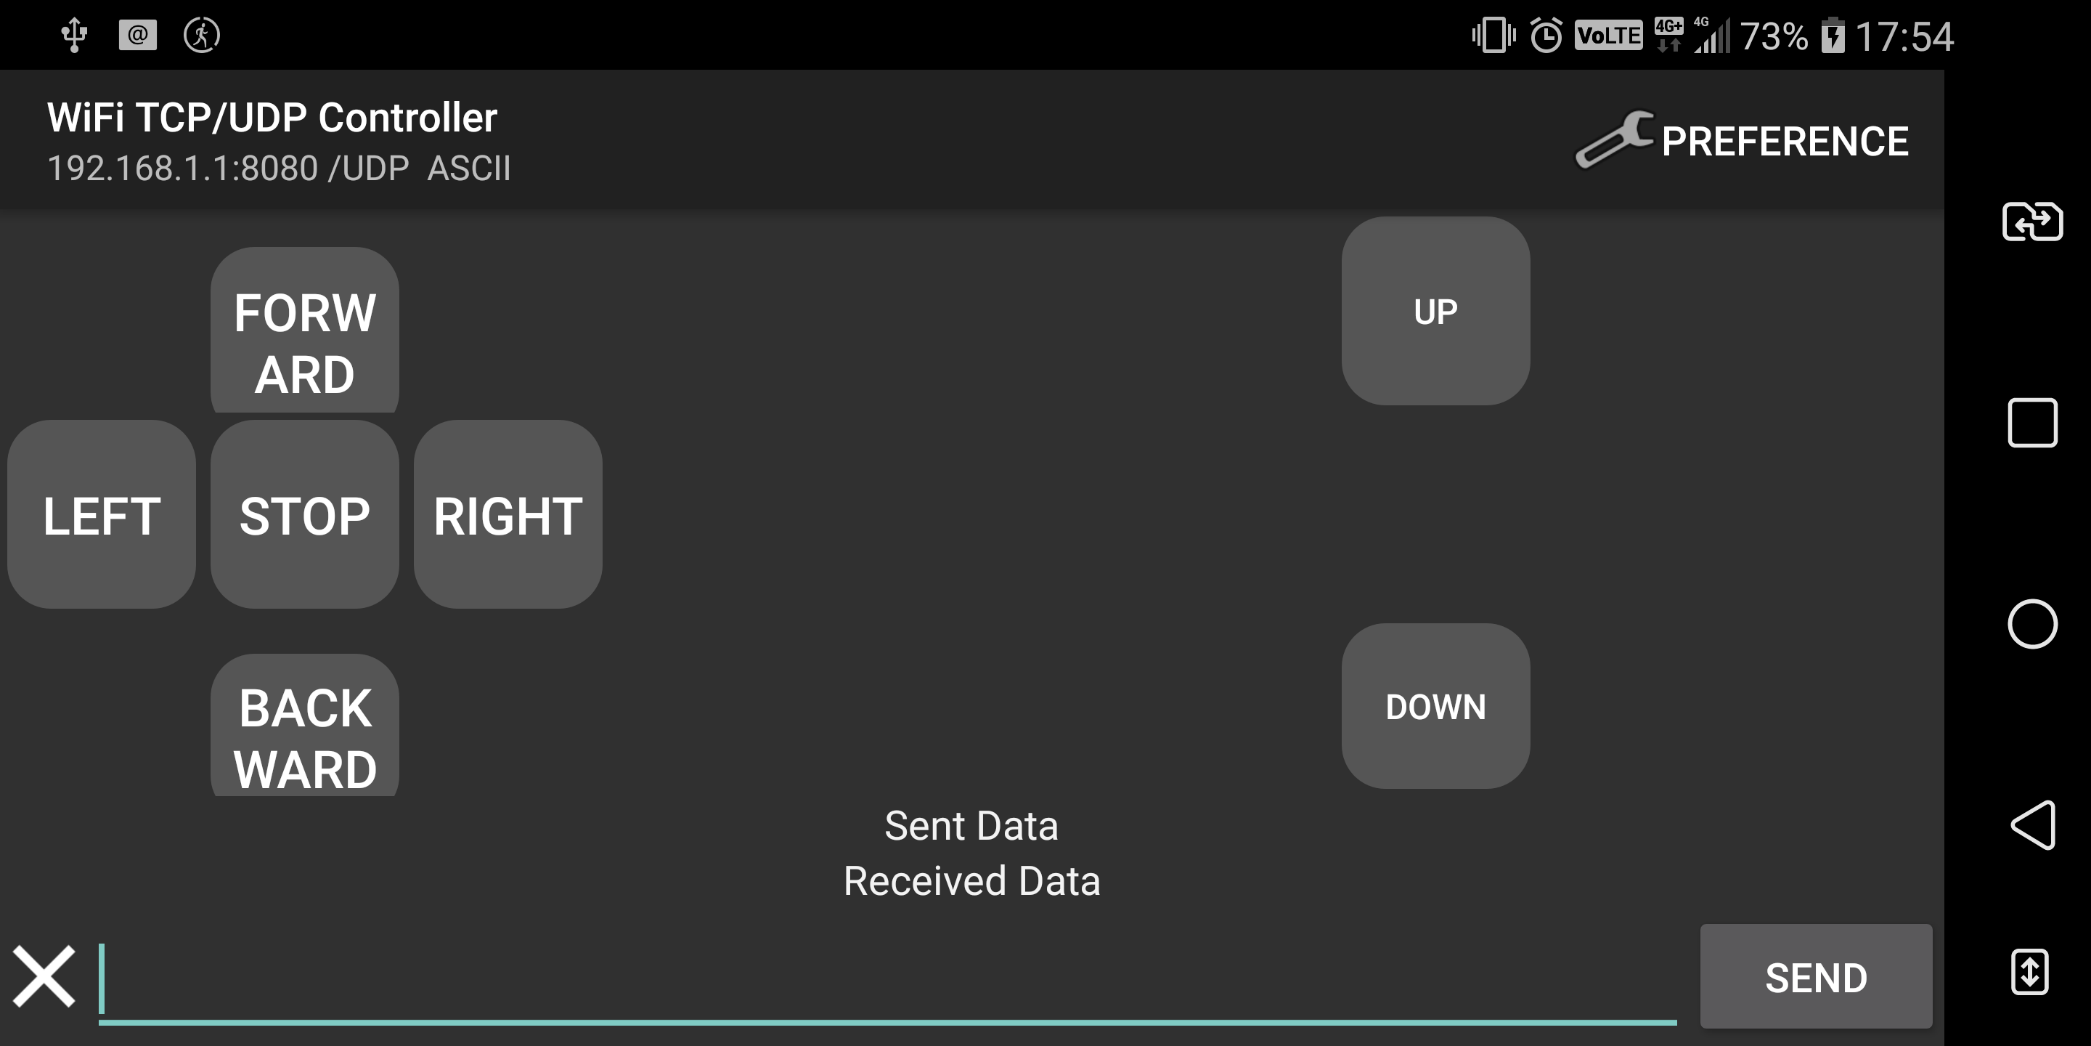 @ VoLTE 4G+ 4G 73% 17:54
WiFi TCP/UDP Controller
192.168.1.1:8080 /UDP ASCII
PREFERENCE
FORW
ARD
UP
LEFT STOP RIGHT
BACK
WARD
DOWN
Sent Data
Received Data
SEND